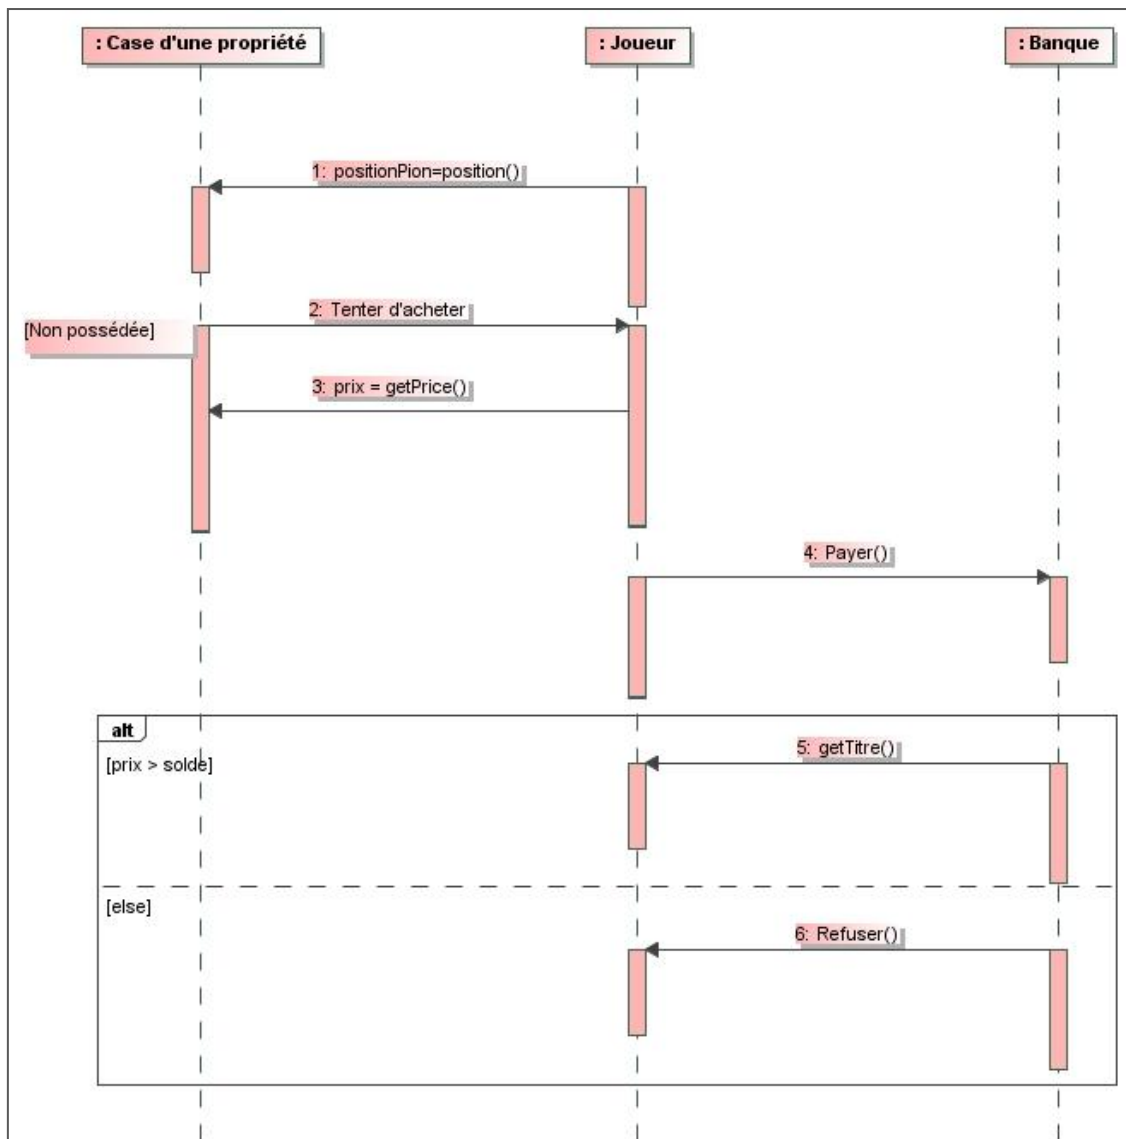 : Case d'une propriété
: Joueur
: Banque
1: positionPion=position()
2: Tenter d'acheter
[Non possédée]
3: prix = getPrice()
4: Payer()
alt
5: getTitre()
[prix > solde]
[else]
6: Refuser()